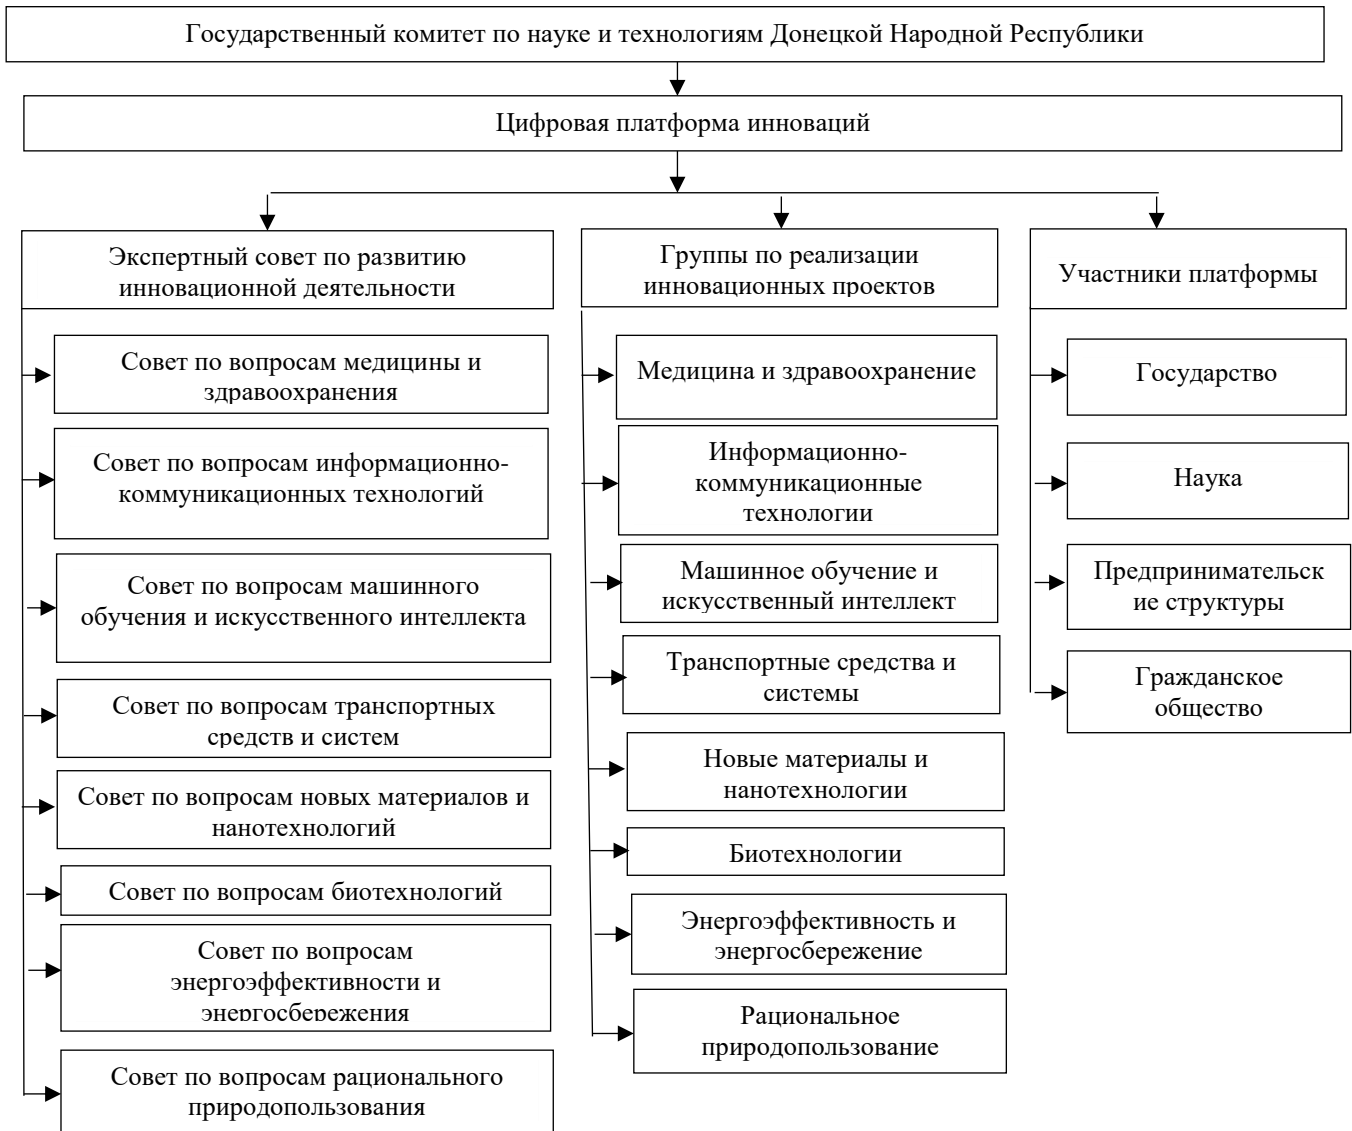 Государственный комитет по науке и технологиям Донецкой Народной Республики
Цифровая платформа инноваций
Экспертный совет по развитию
инновационной деятельности
Совет по вопросам медицины и
здравоохранения
Совет по вопросам информационно-
коммуникационных технологий
Совет по вопросам машинного
обучения и искусственного интеллекта
Совет по вопросам транспортных
средств и систем
Совет по вопросам новых материалов и
нанотехнологий
Совет по вопросам биотехнологий
Совет по вопросам
энергоэффективности и
энергосбережения
Совет по вопросам рационального
природопользования
Группы по реализации
инновационных проектов
Медицина и здравоохранение
Информационно-
коммуникационные
технологии
Машинное обучение и
искусственный интеллект
Транспортные средства и
системы
Новые материалы и
нанотехнологии
Биотехнологии
Энергоэффективность и
энергосбережение
Рациональное
природопользование
Участники платформы
Государство
Наука
Предпринимательск
ие структуры
Гражданское
общество